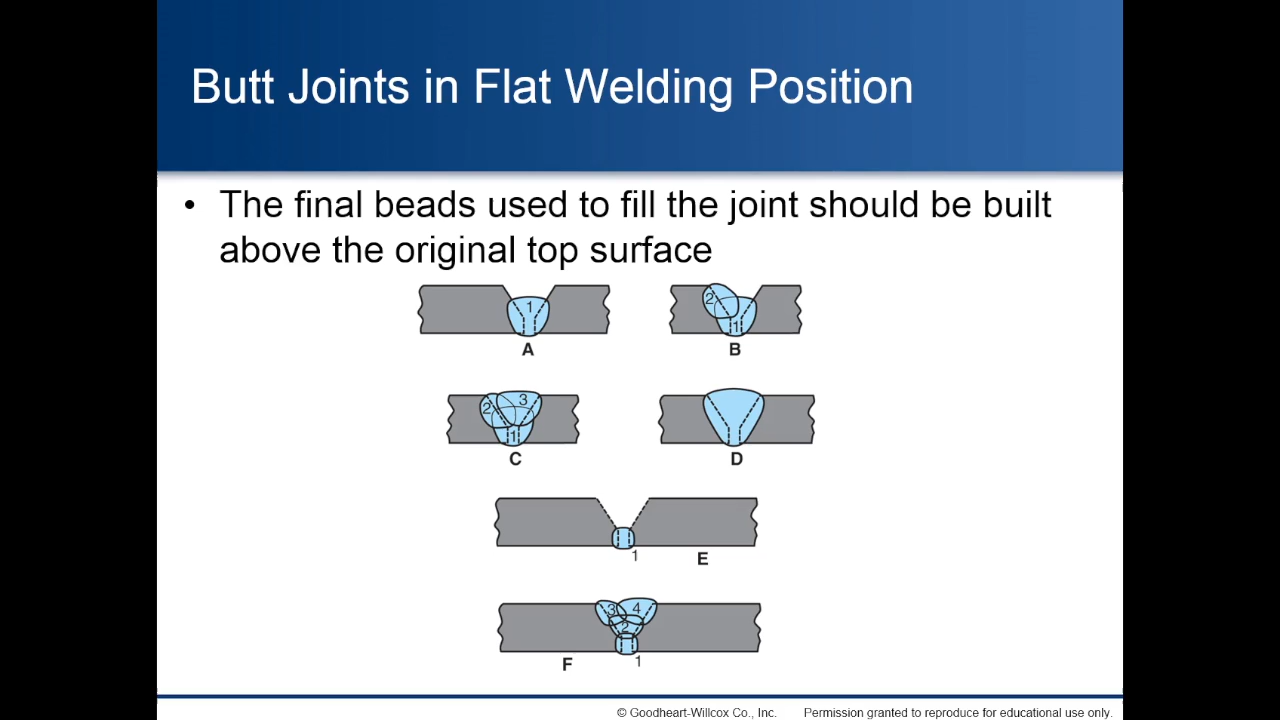 Butt Joints in Flat Welding Position
• The final beads used to fill the joint should be built
above the original top surface
1
A
2
1
B
2
3
1
C
D
1
E
3
4
2
1
F
© Goodheart-Willcox Co., Inc. Permission granted to reproduce for educational use only.